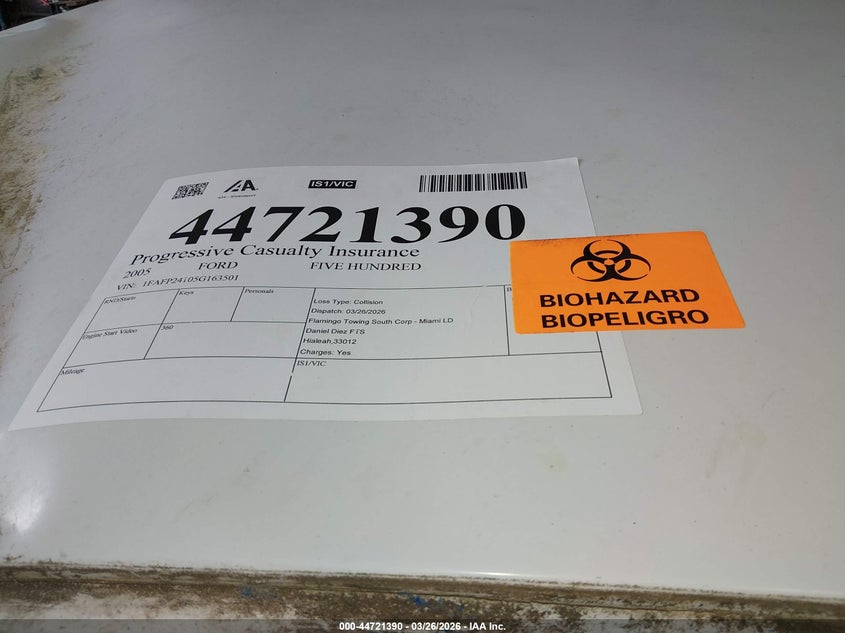 IAA
IS1/VIC
44721390
Progressive Casualty Insurance
2005 FORD FIVE HUNDRED
VIN: 1FAFP24105G163501
RND/Starts
Keys
Personals
Loss Type: Collision
Dispatch: 03/26/2026
Flamingo Towing South Corp - Miami LD
Daniel Diez FTS
Hialeah,33012
Charges: Yes
Engine Start Video
360
Mileage
IS1/VIC
BIOHAZARD
BIOPELIGRO
000-44721390 - 03/26/2026 - IAA Inc.